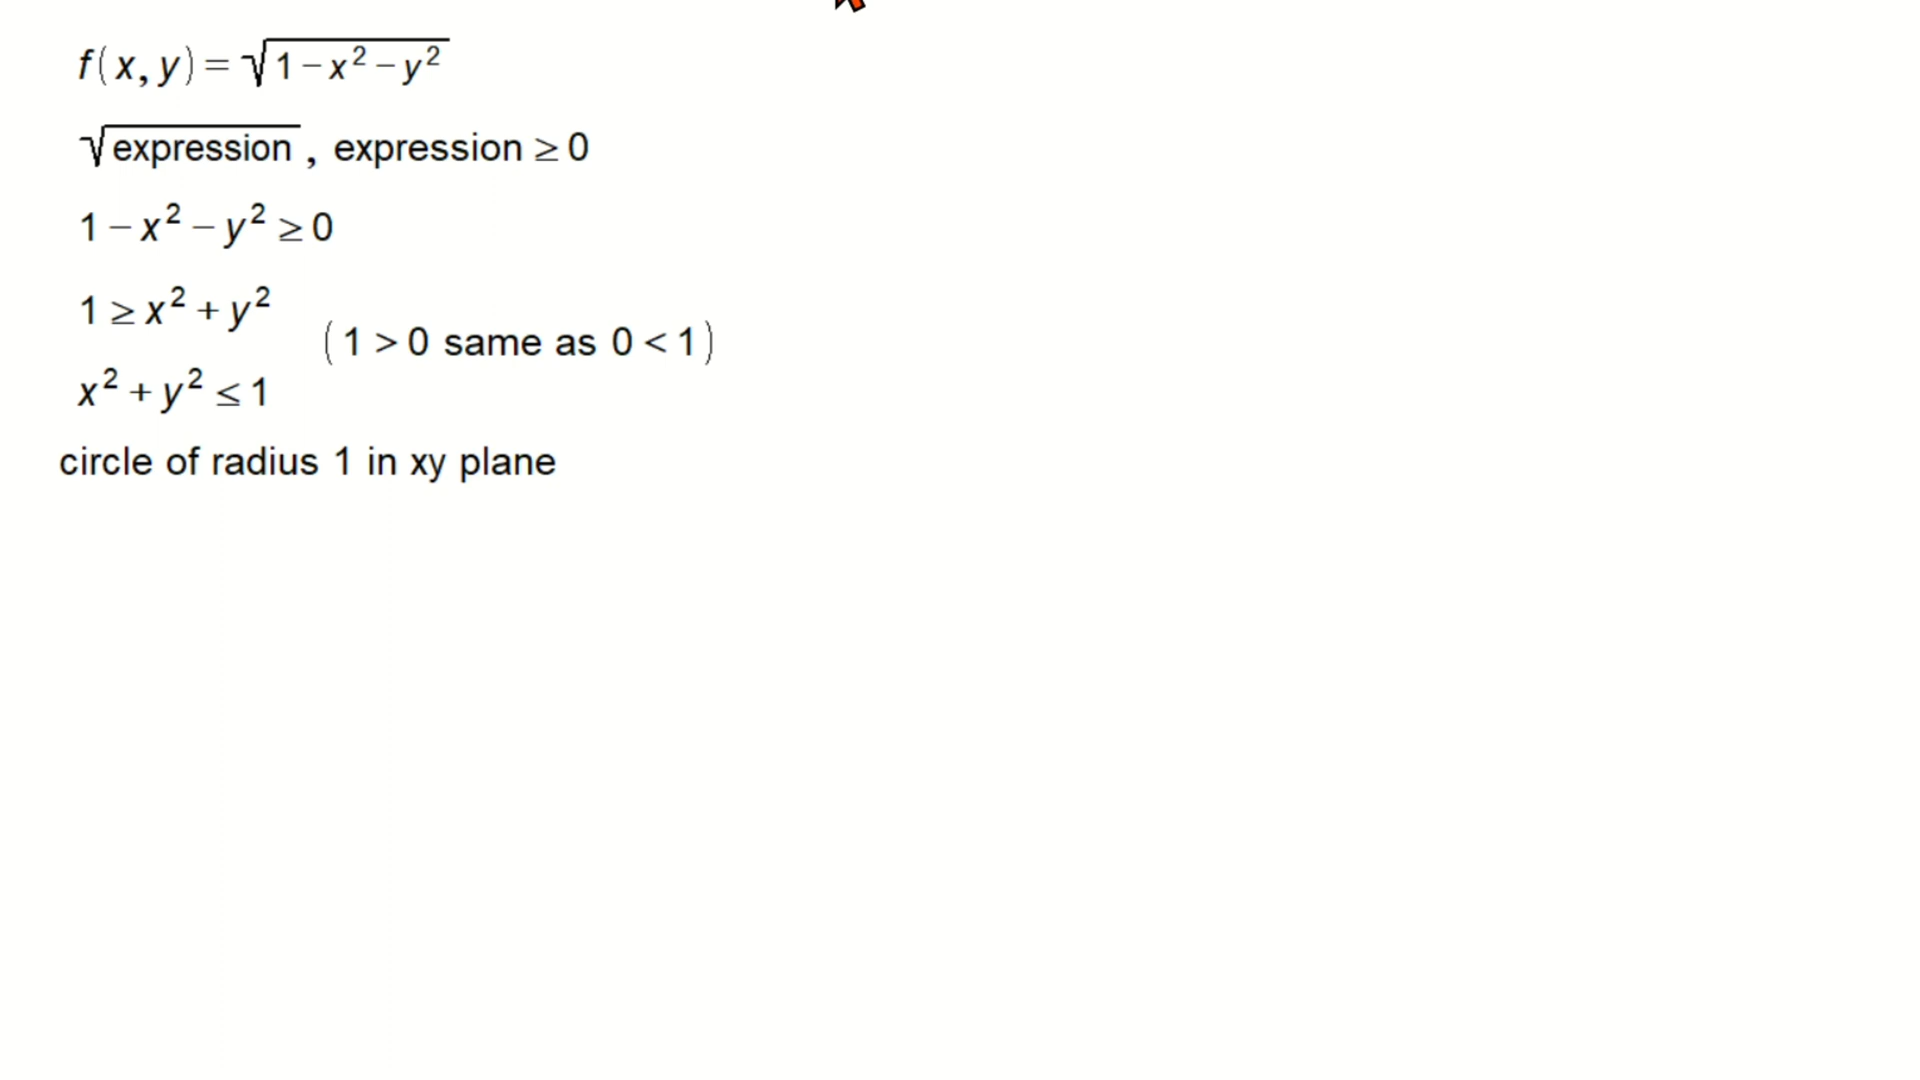 f(x, y) = √(1 − x² − y²)
√expression , expression ≥ 0
1 − x² − y² ≥ 0
1 ≥ x² + y²
(1 > 0 same as 0 < 1)
x² + y² ≤ 1
circle of radius 1 in xy plane